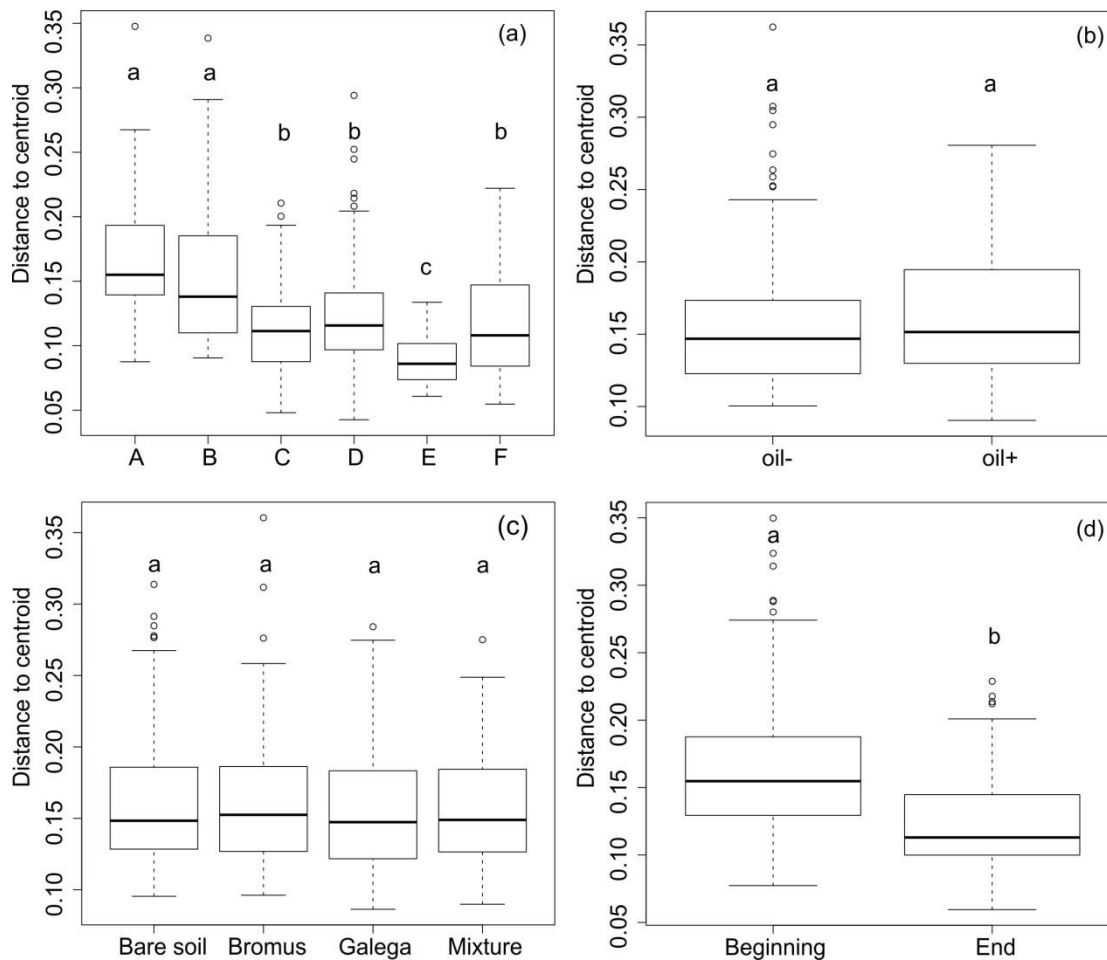 (a)
Distance to centroid
0.35
0.30
0.25
0.20
0.15
0.10
0.05
a
a
b
b
c
b
A B C D E F
(b)
Distance to centroid
0.35
0.30
0.25
0.20
0.15
0.10
a
a
oil- oil+
(c)
Distance to centroid
0.35
0.30
0.25
0.20
0.15
0.10
a
a
a
a
Bare soil Bromus Galega Mixture
(d)
Distance to centroid
0.35
0.30
0.25
0.20
0.15
0.10
0.05
a
b
Beginning End